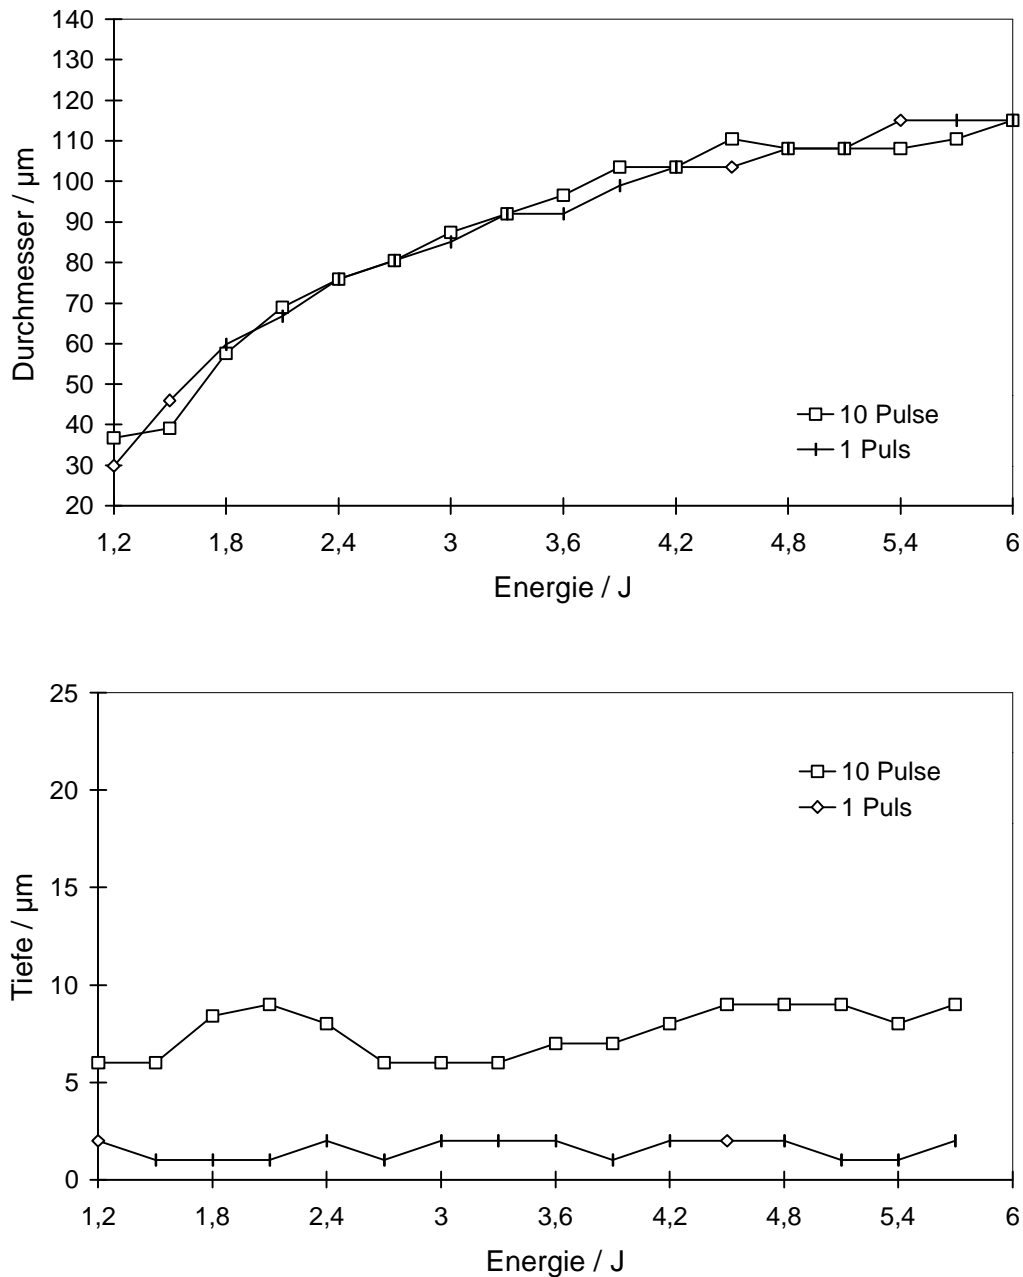 140
130
120
110
100
90
80
70
60
50
40
30
20
Durchmesser / µm
10 Pulse
1 Puls
1,2 1,8 2,4 3 3,6 4,2 4,8 5,4 6
Energie / J
25
20
15
10
5
0
Tiefe / µm
10 Pulse
1 Puls
1,2 1,8 2,4 3 3,6 4,2 4,8 5,4 6
Energie / J